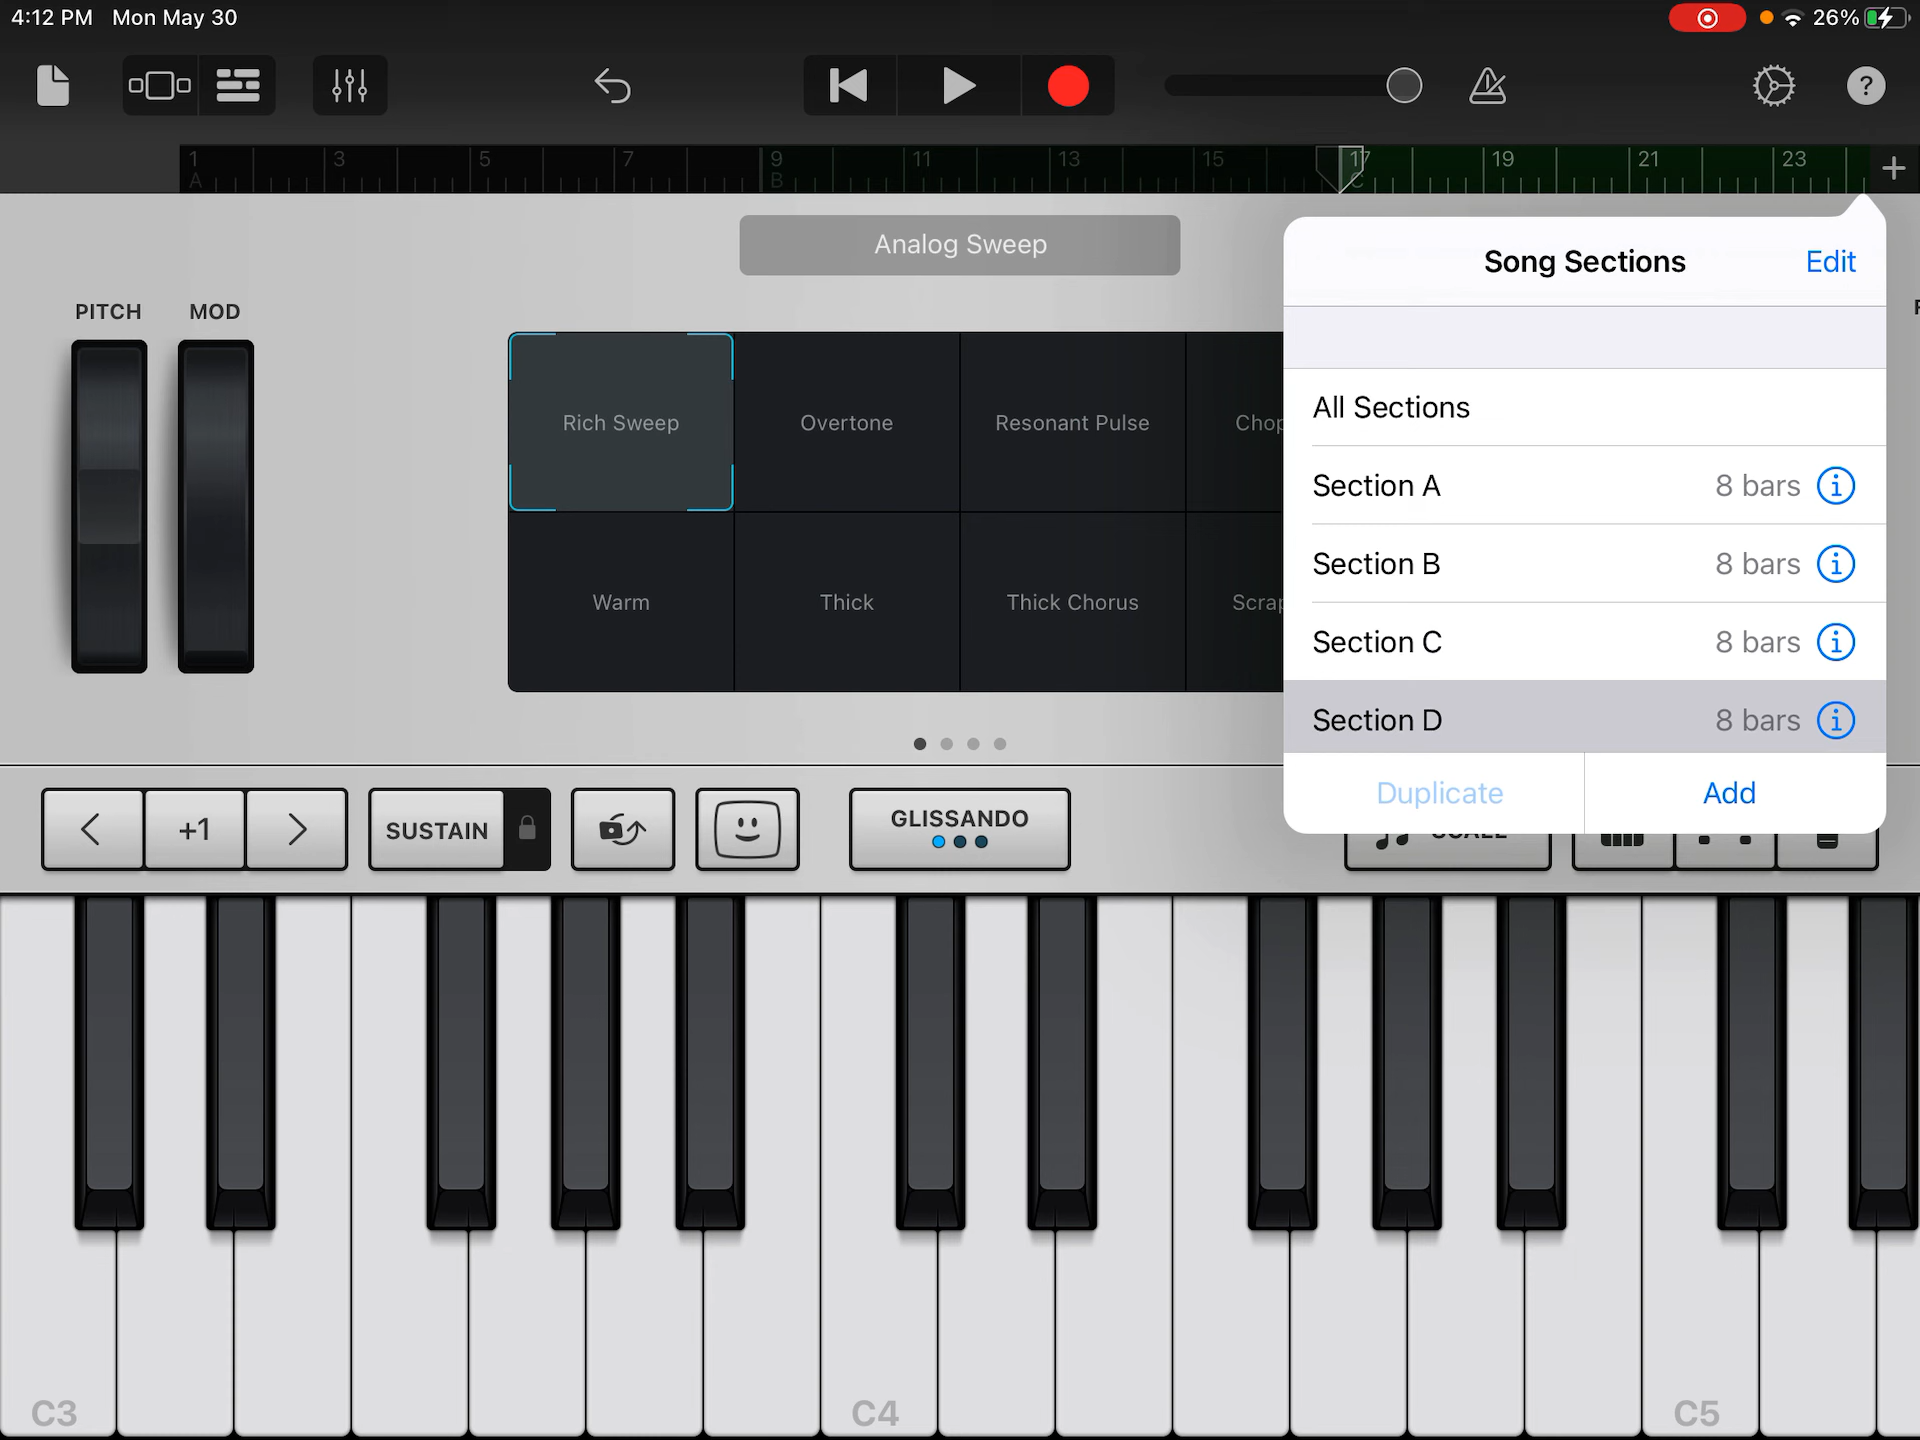 4:12 PM Mon May 30
26%
?
1 3 5 7 9 11 13 15 17 19 21 23
A B C
Analog Sweep
Song Sections Edit
PITCH MOD
Rich Sweep Overtone Resonant Pulse Chop
All Sections
Section A 8 bars
Section B 8 bars
Section C 8 bars
Section D 8 bars
Warm Thick Thick Chorus Scrap
Duplicate Add
+1
SUSTAIN
GLISSANDO
SCALE
C3 C4 C5